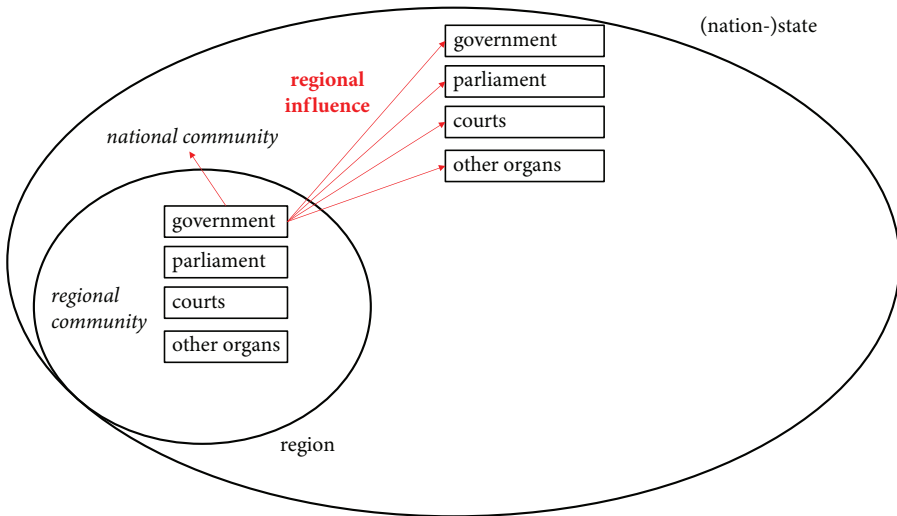 (nation-)state
government
parliament
courts
other organs
regional
influence
national community
government
parliament
courts
other organs
regional
community
region